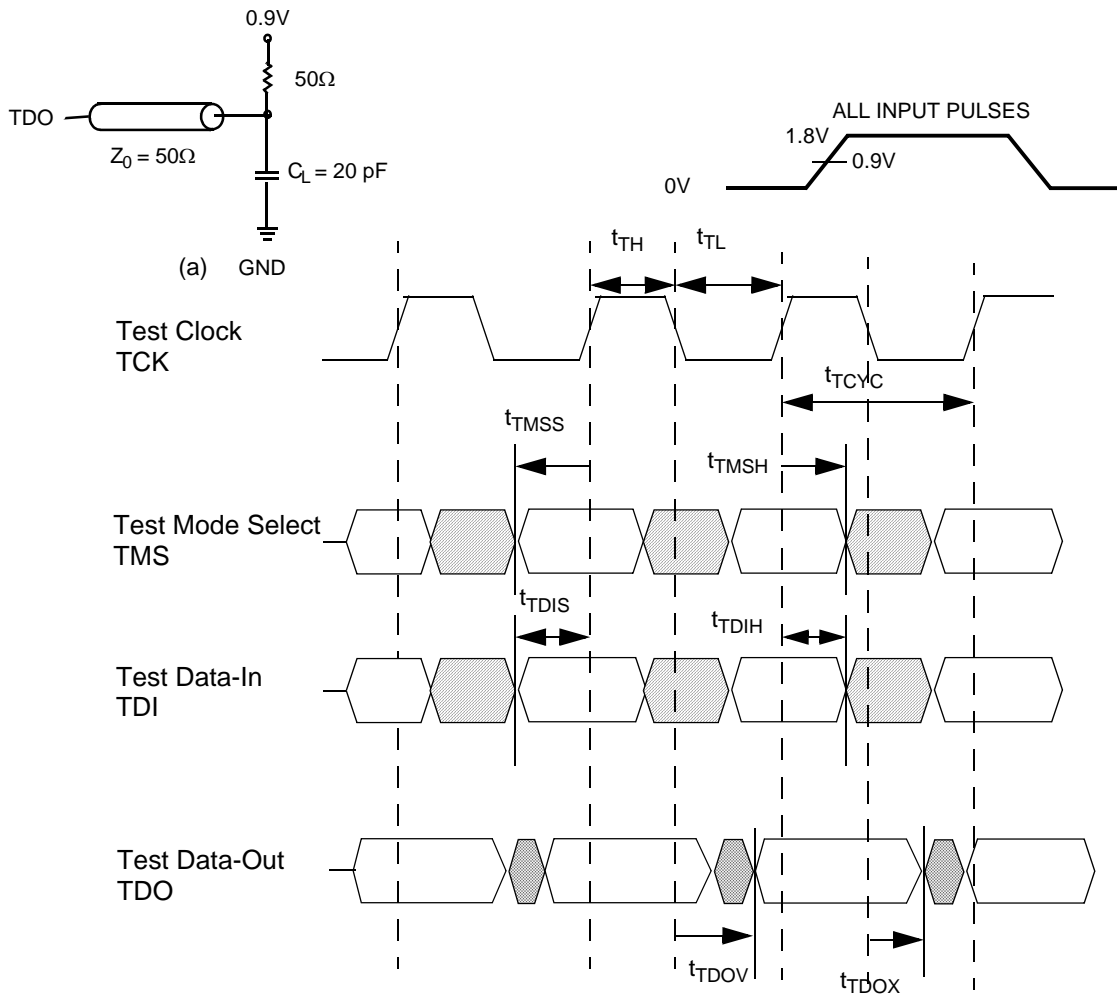 0.9V
50Ω
TDO
Z0 = 50Ω
CL = 20 pF
(a) GND
ALL INPUT PULSES
1.8V
0.9V
0V
tTH
tTL
Test Clock
TCK
tTCYC
tTMSS
tTMSH
Test Mode Select
TMS
tTDIS
tTDIH
Test Data-In
TDI
Test Data-Out
TDO
tTDOV
tTDOX